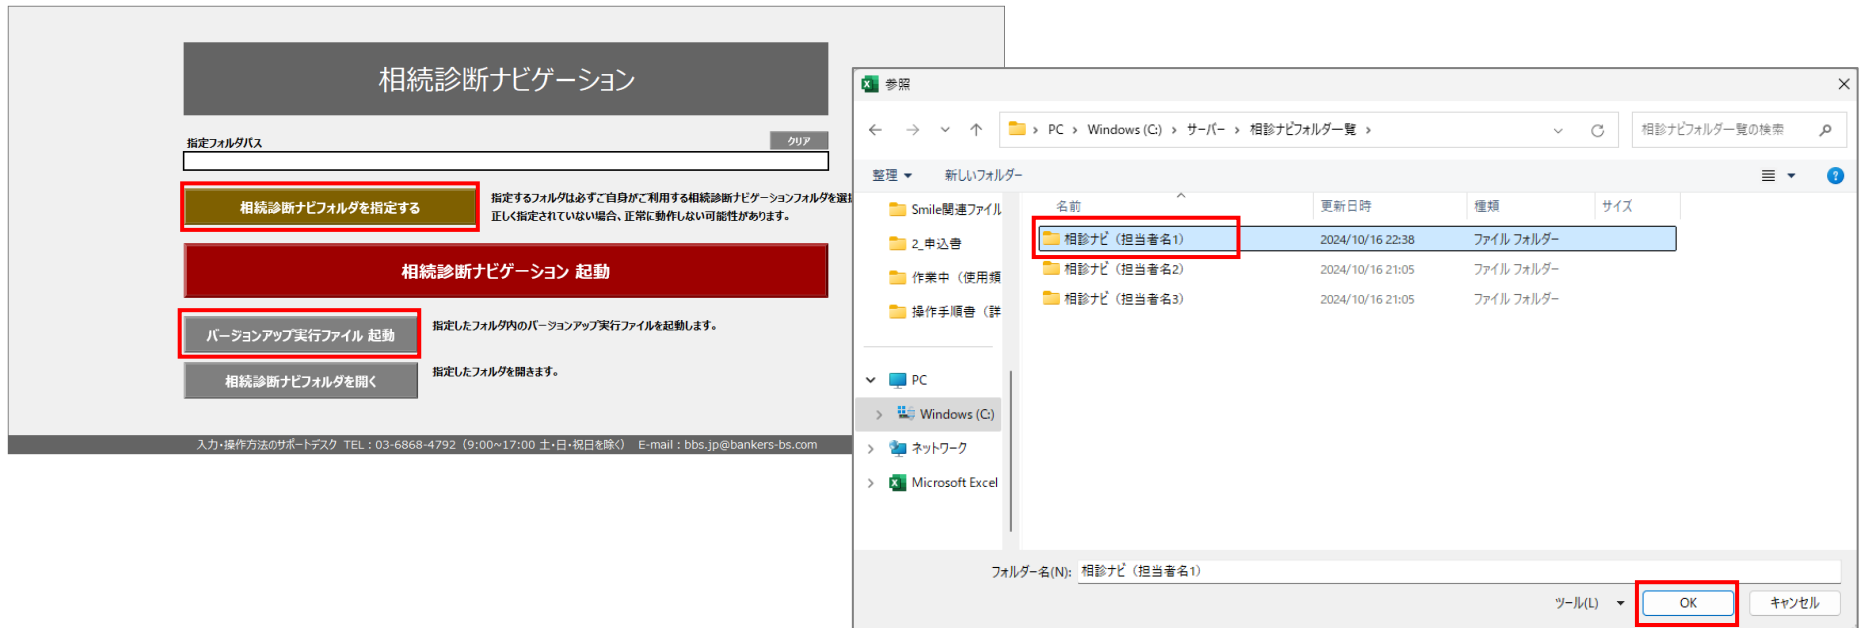 相続診断ナビゲーション
指定フォルダパス
クリア
相続診断ナビフォルダを指定する
指定するフォルダは必ずご自身がご利用する相続診断ナビゲーションフォルダを選
正しく指定されていない場合、正常に動作しない可能性があります。
相続診断ナビゲーション 起動
バージョンアップ実行ファイル 起動
指定したフォルダ内のバージョンアップ実行ファイルを起動します。
相続診断ナビフォルダを開く
指定したフォルダを開きます。
入力・操作方法のサポートデスク TEL：03-6868-4792（9:00~17:00 土・日・祝日を除く） E-mail：bbs.jp@bankers-bs.com
参照
PC › Windows (C:) › サーバー › 相診ナビフォルダ一覧 ›
相診ナビフォルダ一覧の検索
整理 新しいフォルダー
Smile関連ファイル
2_申込書
作業中（使用頻
操作手順書（詳
PC
Windows (C:)
ネットワーク
Microsoft Excel
名前 更新日時 種類 サイズ
相診ナビ（担当者名1） 2024/10/16 22:38 ファイル フォルダー
相診ナビ（担当者名2） 2024/10/16 21:05 ファイル フォルダー
相診ナビ（担当者名3） 2024/10/16 21:05 ファイル フォルダー
フォルダー名(N): 相診ナビ（担当者名1）
ツール(L) OK キャンセル